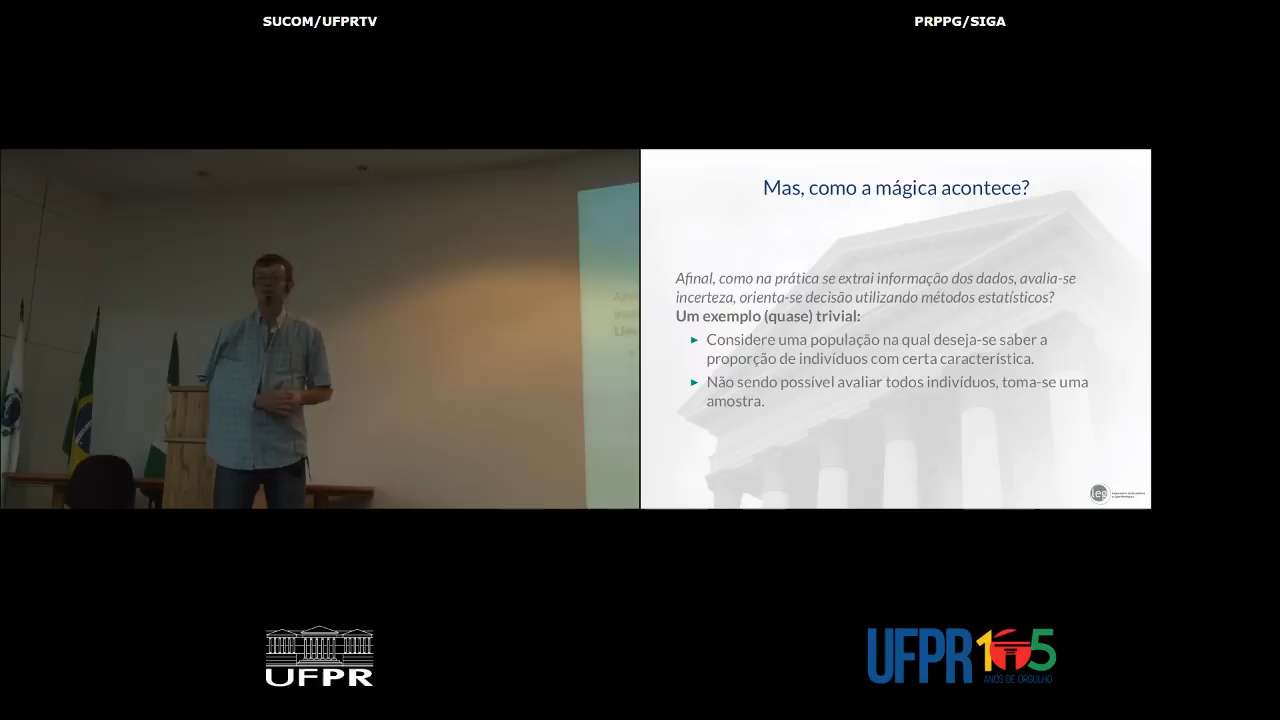 SUCOM/UFPRTV
PRPPG/SIGA
Mas, como a mágica acontece?
Afinal, como na prática se extrai informação dos dados, avalia-se
incerteza, orienta-se decisão utilizando métodos estatísticos?
Um exemplo (quase) trivial:
► Considere uma população na qual deseja-se saber a
proporção de indivíduos com certa característica.
► Não sendo possível avaliar todos indivíduos, toma-se uma
amostra.
leg
UFPR
UFPR 105
ANOS DE ORGULHO